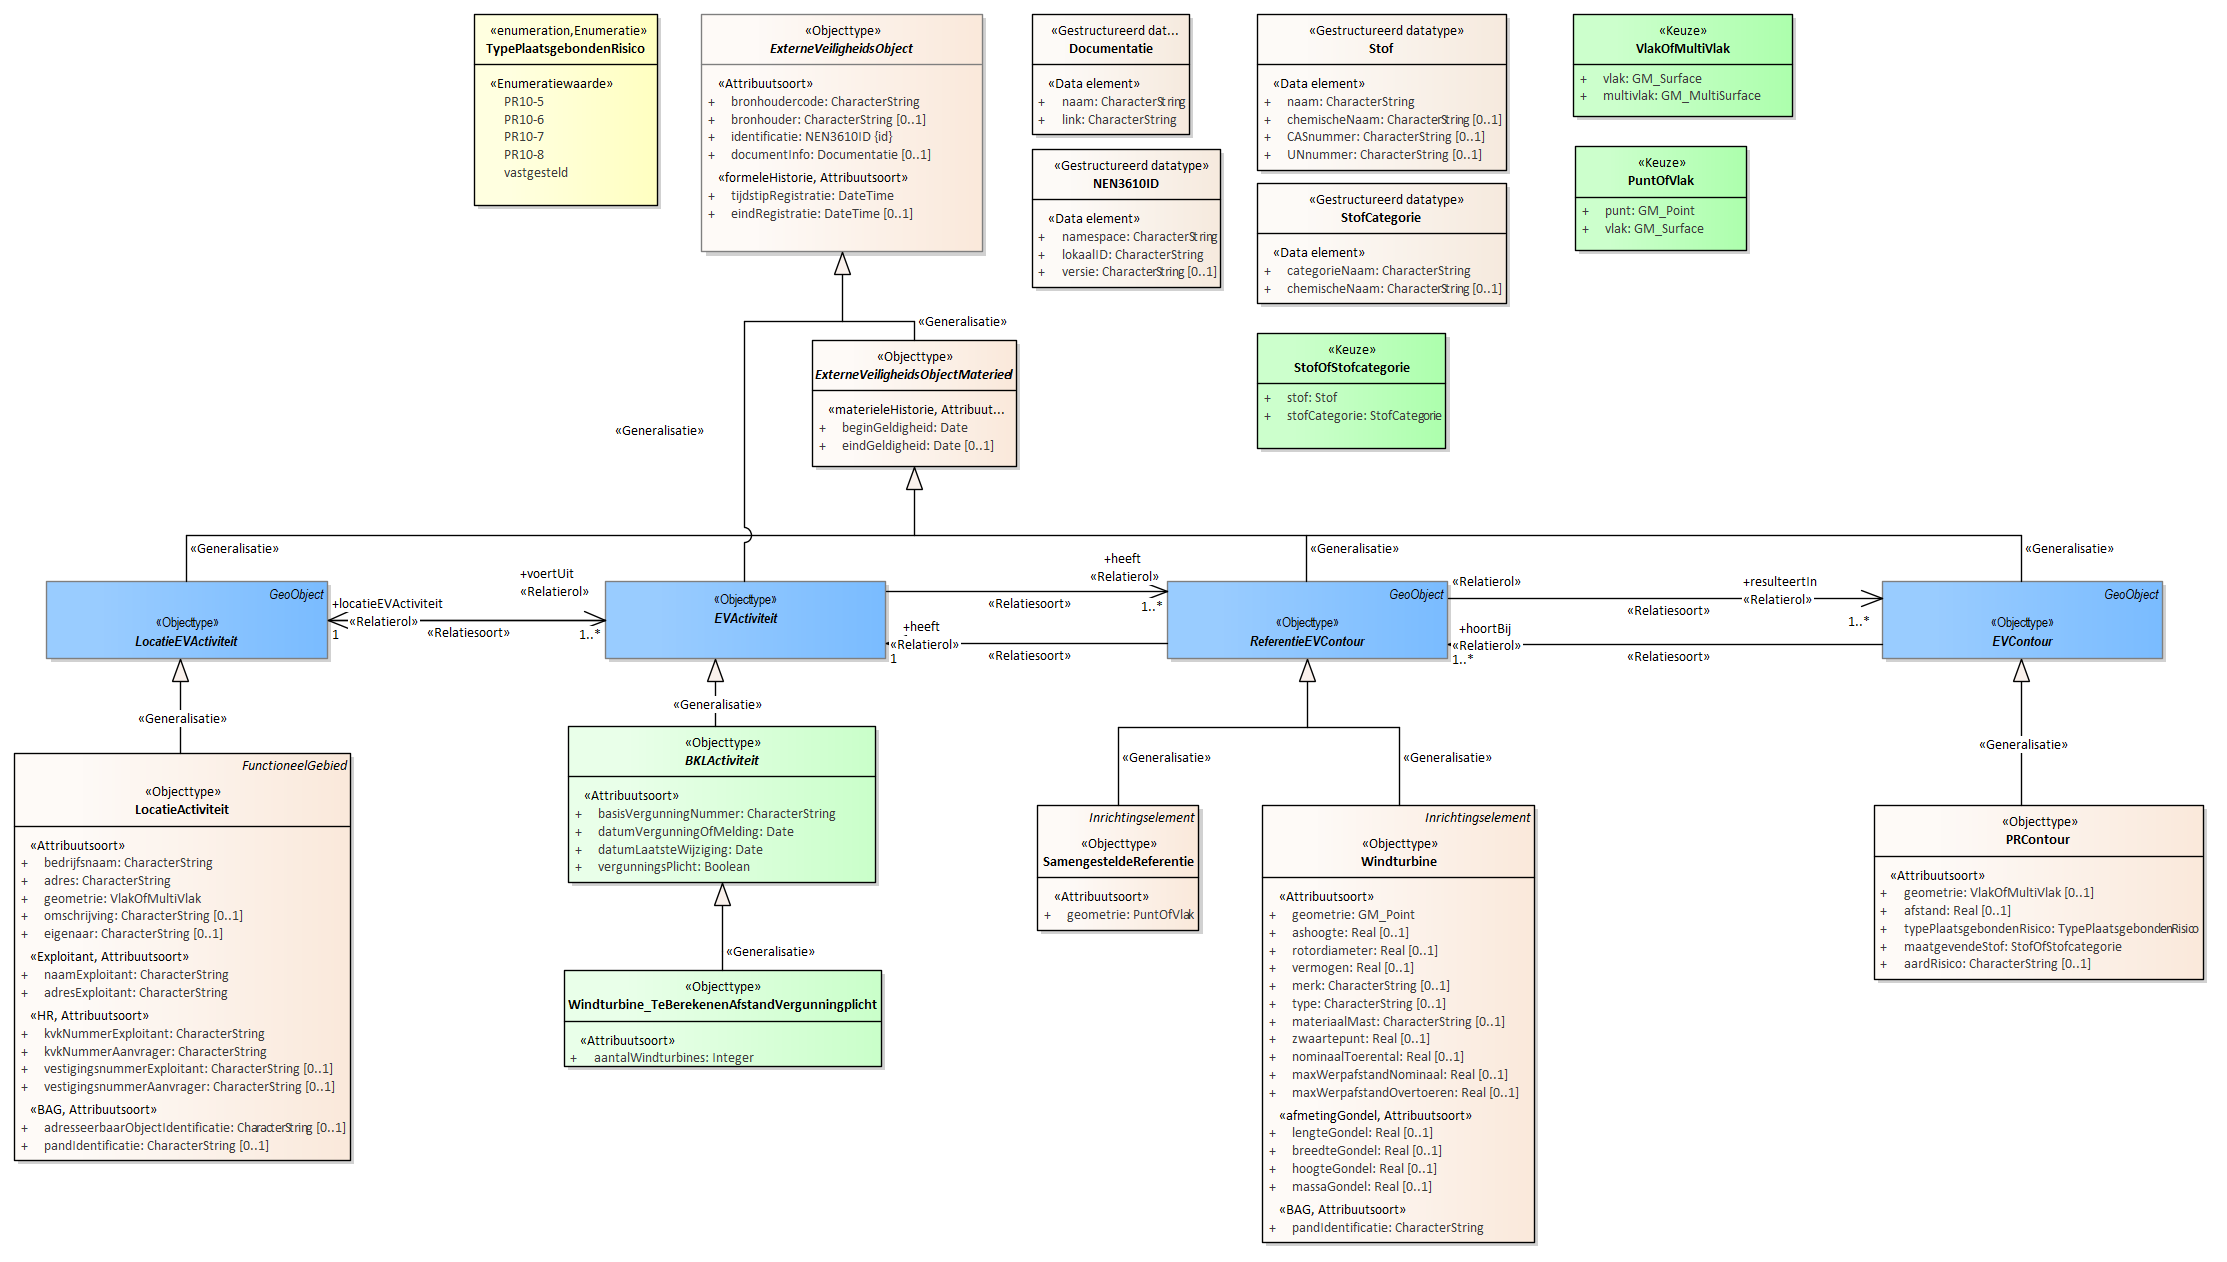 «enumeration,Enumeratie»
TypePlaatsgebondenRisico
«Enumeratiewaarde»
PR10-5
PR10-6
PR10-7
PR10-8
vastgesteld
«Objecttype»
ExterneVeiligheidsObject
«Attribuutsoort»
+ bronhoudercode: CharacterString
+ bronhouder: CharacterString [0..1]
+ identificatie: NEN3610ID {id}
+ documentInfo: Documentatie [0..1]
«formeleHistorie, Attribuutsoort»
+ tijdstipRegistratie: DateTime
+ eindRegistratie: DateTime [0..1]
«Gestructureerd dat...
Documentatie
«Data element»
+ naam: CharacterString
+ link: CharacterString
«Gestructureerd datatype»
NEN3610ID
«Data element»
+ namespace: CharacterString
+ lokaalID: CharacterString
+ versie: CharacterString [0..1]
«Gestructureerd datatype»
Stof
«Data element»
+ naam: CharacterString
+ chemischeNaam: CharacterString [0..1]
+ CASnummer: CharacterString [0..1]
+ UNnummer: CharacterString [0..1]
«Gestructureerd datatype»
StofCategorie
«Data element»
+ categorieNaam: CharacterString
+ chemischeNaam: CharacterString [0..1]
«Keuze»
StofOfStofcategorie
+ stof: Stof
+ stofCategorie: StofCategorie
«Keuze»
VlakOfMultiVlak
+ vlak: GM_Surface
+ multivlak: GM_MultiSurface
«Keuze»
PuntOfVlak
+ punt: GM_Point
+ vlak: GM_Surface
«Generalisatie»
«Objecttype»
ExterneVeiligheidsObjectMaterieel
«materieleHistorie, Attribuut...
+ beginGeldigheid: Date
+ eindGeldigheid: Date [0..1]
«Generalisatie»
«Generalisatie»
«Generalisatie»
«Generalisatie»
GeoObject
«Objecttype»
LocatieEVActiviteit
+locatieEVActiviteit
«Relatierol»
1
«Relatiesoort»
+voertUit
«Relatierol»
1..*
«Objecttype»
EVActiviteit
+heeft
«Relatierol»
1..*
«Relatiesoort»
+heeft
«Relatierol»
1
«Relatiesoort»
GeoObject
«Objecttype»
ReferentieEVContour
«Relatierol»
+resulteertIn
«Relatierol»
1..*
«Relatiesoort»
+hoortBij
«Relatierol»
1..*
«Relatiesoort»
GeoObject
«Objecttype»
EVContour
«Generalisatie»
FunctioneelGebied
«Objecttype»
LocatieActiviteit
«Attribuutsoort»
+ bedrijfsnaam: CharacterString
+ adres: CharacterString
+ geometrie: VlakOfMultiVlak
+ omschrijving: CharacterString [0..1]
+ eigenaar: CharacterString [0..1]
«Exploitant, Attribuutsoort»
+ naamExploitant: CharacterString
+ adresExploitant: CharacterString
«HR, Attribuutsoort»
+ kvkNummerExploitant: CharacterString
+ kvkNummerAanvrager: CharacterString
+ vestigingsnummerExploitant: CharacterString [0..1]
+ vestigingsnummerAanvrager: CharacterString [0..1]
«BAG, Attribuutsoort»
+ adresseerbaarObjectIdentificatie: CharacterString [0..1]
+ pandIdentificatie: CharacterString [0..1]
«Generalisatie»
«Objecttype»
BKLActiviteit
«Attribuutsoort»
+ basisVergunningNummer: CharacterString
+ datumVergunningOfMelding: Date
+ datumLaatsteWijziging: Date
+ vergunningsPlicht: Boolean
«Generalisatie»
«Objecttype»
Windturbine_TeBerekenenAfstandVergunningplicht
«Attribuutsoort»
+ aantalWindturbines: Integer
«Generalisatie»
Inrichtingselement
«Objecttype»
SamengesteldeReferentie
«Attribuutsoort»
+ geometrie: PuntOfVlak
«Generalisatie»
Inrichtingselement
«Objecttype»
Windturbine
«Attribuutsoort»
+ geometrie: GM_Point
+ ashoogte: Real [0..1]
+ rotordiameter: Real [0..1]
+ vermogen: Real [0..1]
+ merk: CharacterString [0..1]
+ type: CharacterString [0..1]
+ materiaalMast: CharacterString [0..1]
+ zwaartepunt: Real [0..1]
+ nominaalToerental: Real [0..1]
+ maxWerpafstandNominaal: Real [0..1]
+ maxWerpafstandOvertoeren: Real [0..1]
«afmetingGondel, Attribuutsoort»
+ lengteGondel: Real [0..1]
+ breedteGondel: Real [0..1]
+ hoogteGondel: Real [0..1]
+ massaGondel: Real [0..1]
«BAG, Attribuutsoort»
+ pandIdentificatie: CharacterString
«Generalisatie»
«Objecttype»
PRContour
«Attribuutsoort»
+ geometrie: VlakOfMultiVlak [0..1]
+ afstand: Real [0..1]
+ typePlaatsgebondenRisico: TypePlaatsgebondenRisico
+ maatgevendeStof: StofOfStofcategorie
+ aardRisico: CharacterString [0..1]